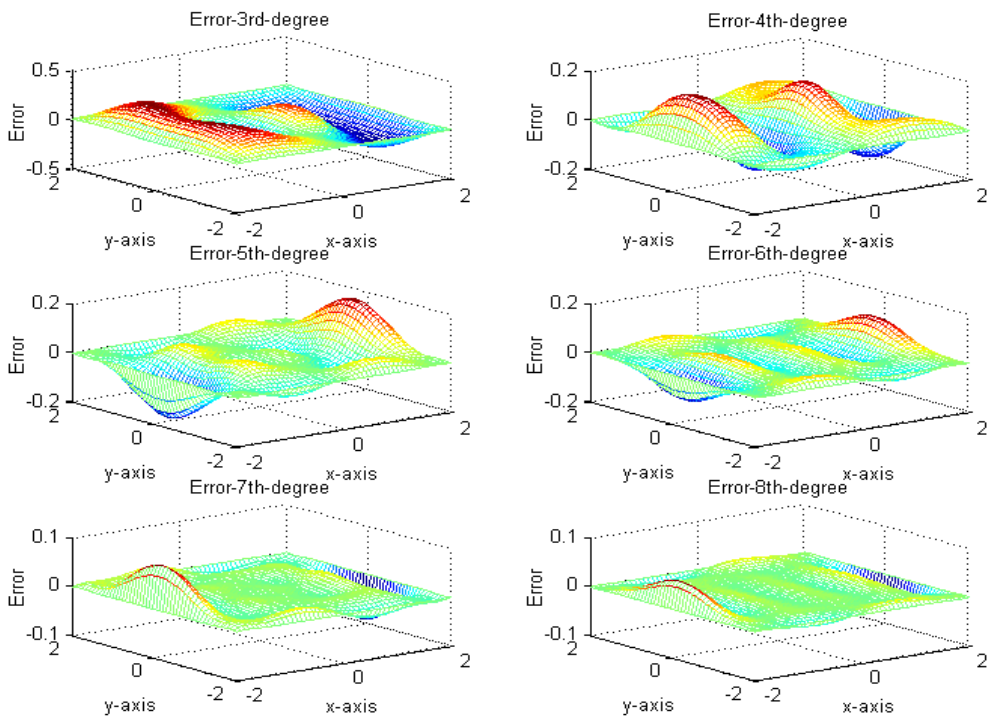 Error-3rd-degree
0.5
0
-0.5
Error
2
0
-2
y-axis
-2
0
2
x-axis
Error-4th-degree
0.2
0
-0.2
Error
2
0
-2
y-axis
-2
0
2
x-axis
Error-5th-degree
0.2
0
-0.2
Error
2
0
-2
y-axis
-2
0
2
x-axis
Error-6th-degree
0.2
0
-0.2
Error
2
0
-2
y-axis
-2
0
2
x-axis
Error-7th-degree
0.1
0
-0.1
Error
2
0
-2
y-axis
-2
0
2
x-axis
Error-8th-degree
0.1
0
-0.1
Error
2
0
-2
y-axis
-2
0
2
x-axis